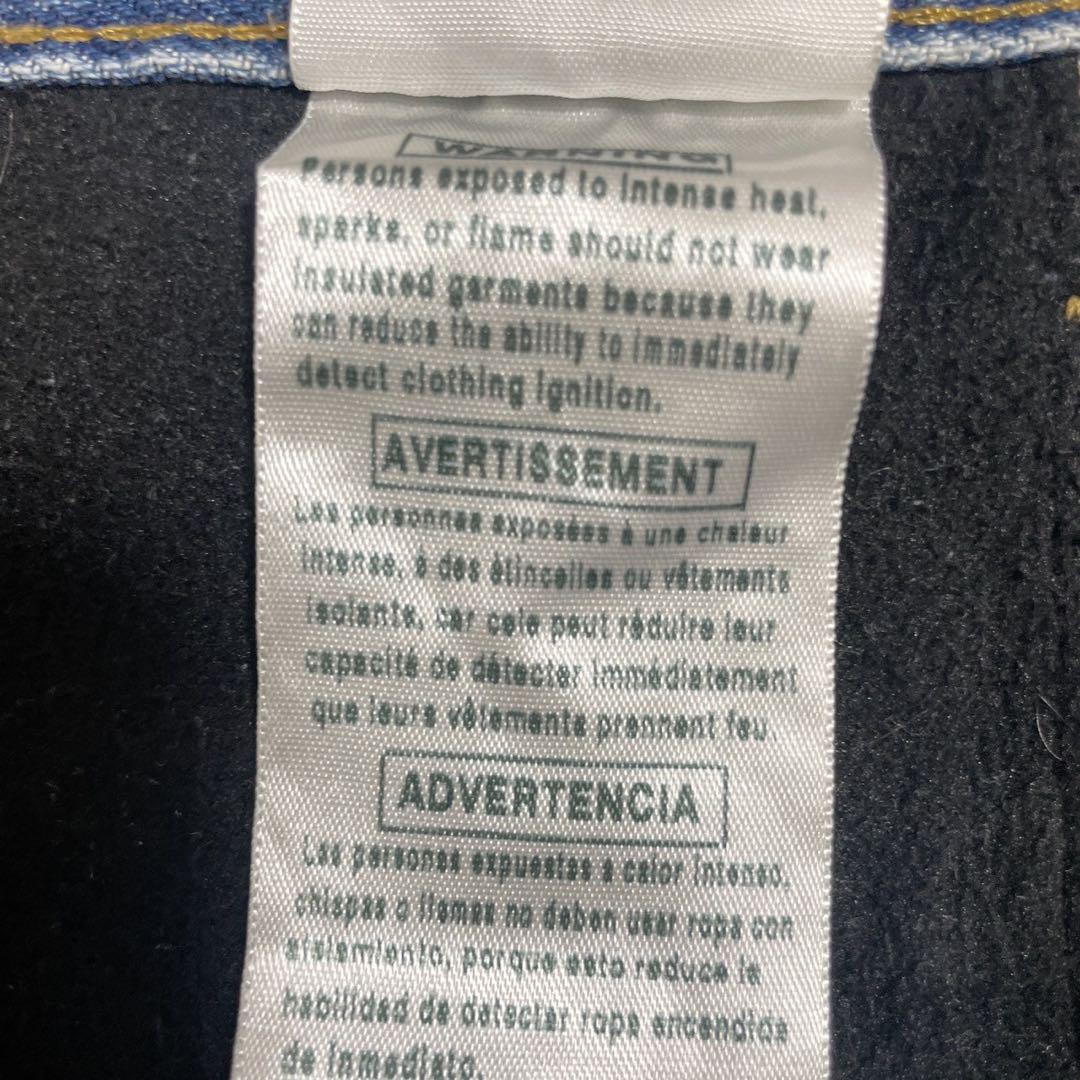 WARNING
Persons exposed to intense heat,
sparks, or flame should not wear
insulated garments because they
can reduce the ability to immediately
detect clothing ignition.
AVERTISSEMENT
Les personnes exposées à une chaleur
intense, à des étincelles ou vêtements
isolants, car cele peut réduire leur
capacité de détecter immédiatement
que leurs vêtements prennent feu.
ADVERTENCIA
Las personas expuestas a calor intenso,
chispas o llamas no deben usar ropa con
aislamiento, porque esto reduce la
habilidad de detectar ropa encendida
de inmediato.